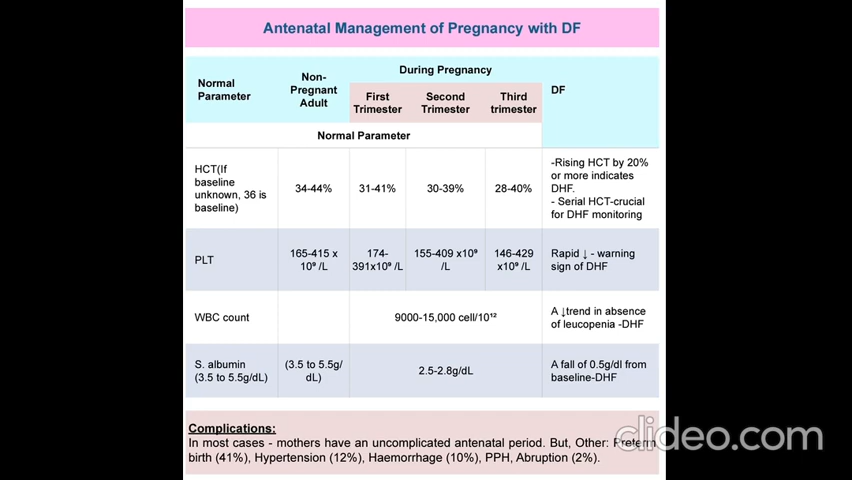 Antenatal Management of Pregnancy with DF
Normal
Parameter
Non-
Pregnant
Adult
During Pregnancy
First
Trimester
Second
Trimester
Third
trimester
DF
Normal Parameter
HCT(If
baseline
unknown, 36 is
baseline)
34-44%
31-41%
30-39%
28-40%
-Rising HCT by 20%
or more indicates
DHF.
- Serial HCT-crucial
for DHF monitoring
PLT
165-415 x
10⁹ /L
174-
391x10⁹ /L
155-409 x10⁹
/L
146-429
x10⁹ /L
Rapid ↓ - warning
sign of DHF
WBC count
9000-15,000 cell/10¹²
A ↓trend in absence
of leucopenia -DHF
S. albumin
(3.5 to 5.5g/dL)
(3.5 to 5.5g/
dL)
2.5-2.8g/dL
A fall of 0.5g/dl from
baseline-DHF
Complications:
In most cases - mothers have an uncomplicated antenatal period. But, Other: Preterm
birth (41%), Hypertension (12%), Haemorrhage (10%), PPH, Abruption (2%).
clideo.com